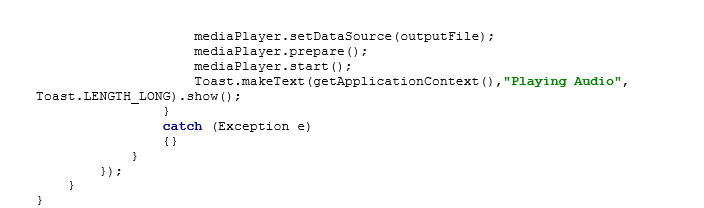 mediaPlayer.setDataSource(outputFile);
mediaPlayer.prepare();
mediaPlayer.start();
Toast.makeText(getApplicationContext(),"Playing Audio",
Toast.LENGTH_LONG).show();
}
catch (Exception e)
{}
}
});
}
}